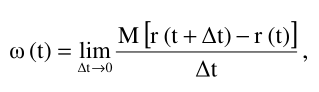 ω (t) = lim Δt→0 M [r (t + Δt) − r (t)] / Δt ,